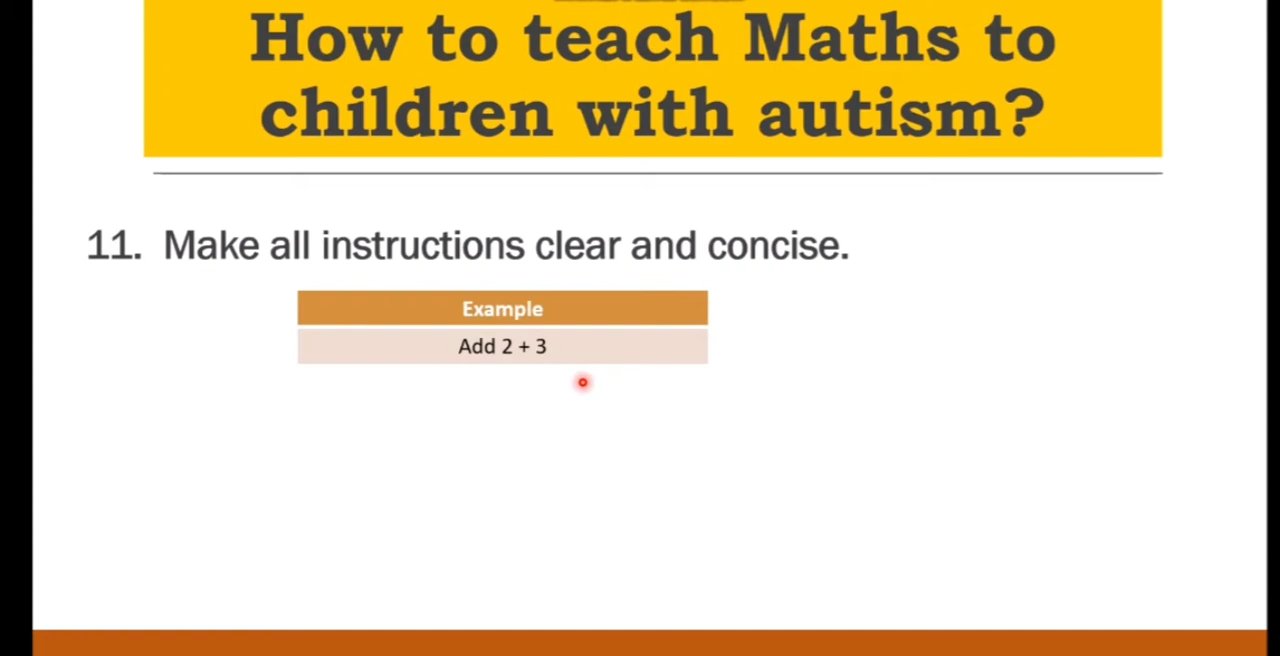 How to teach Maths to
children with autism?
11. Make all instructions clear and concise.
Example
Add 2 + 3